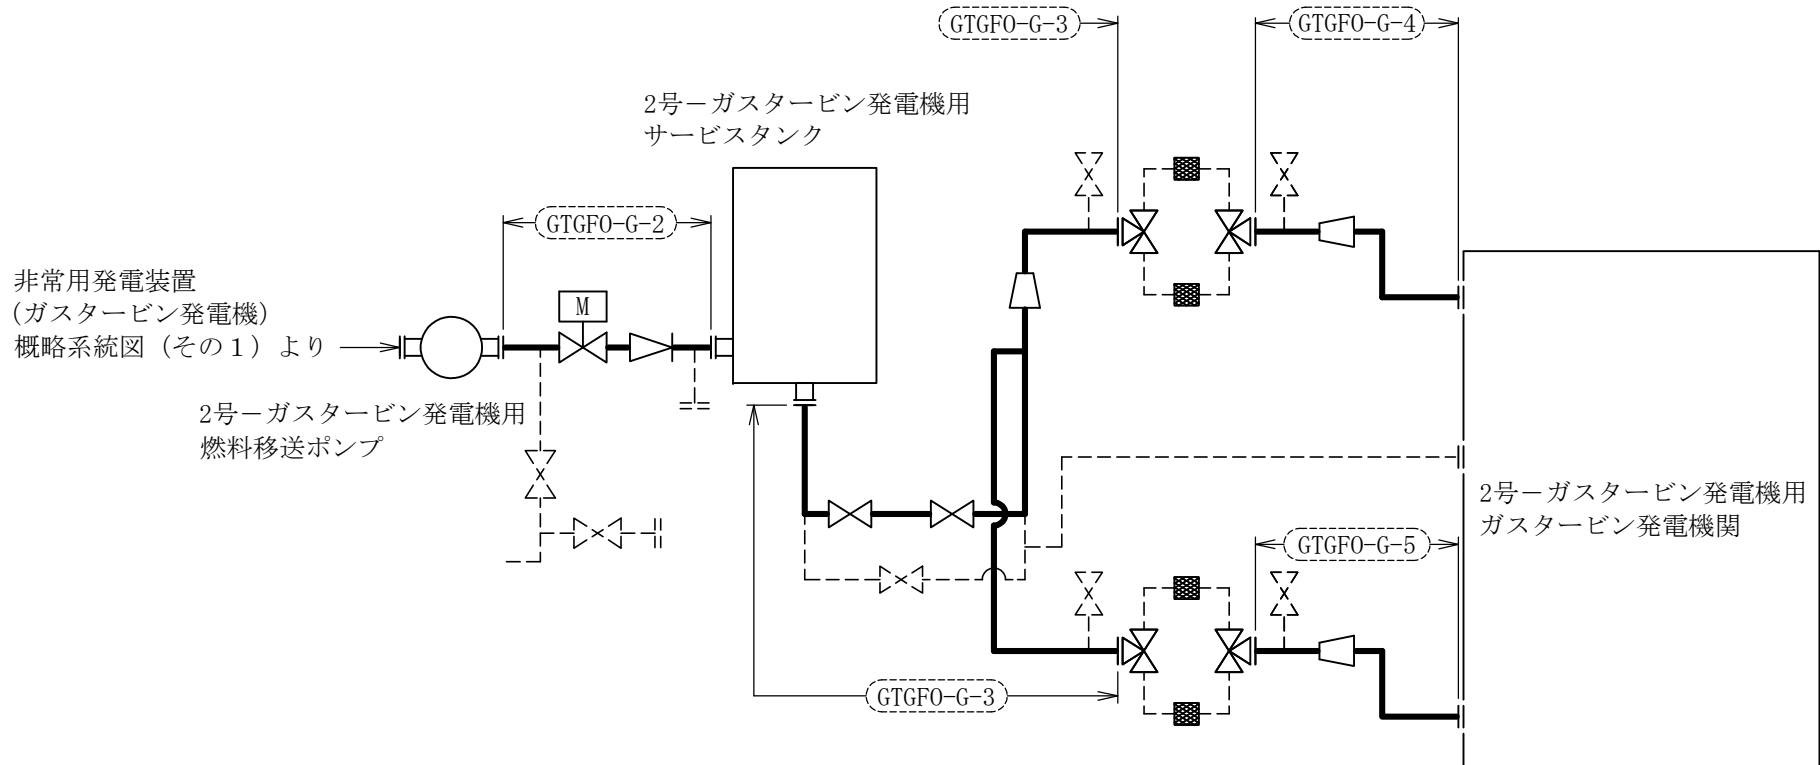 GTGFO-G-3
GTGFO-G-4
2号－ガスタービン発電機用
サービスタンク
GTGFO-G-2
非常用発電装置
（ガスタービン発電機）
概略系統図（その１）より
M
2号－ガスタービン発電機用
燃料移送ポンプ
2号－ガスタービン発電機用
ガスタービン発電機関
GTGFO-G-5
GTGFO-G-3